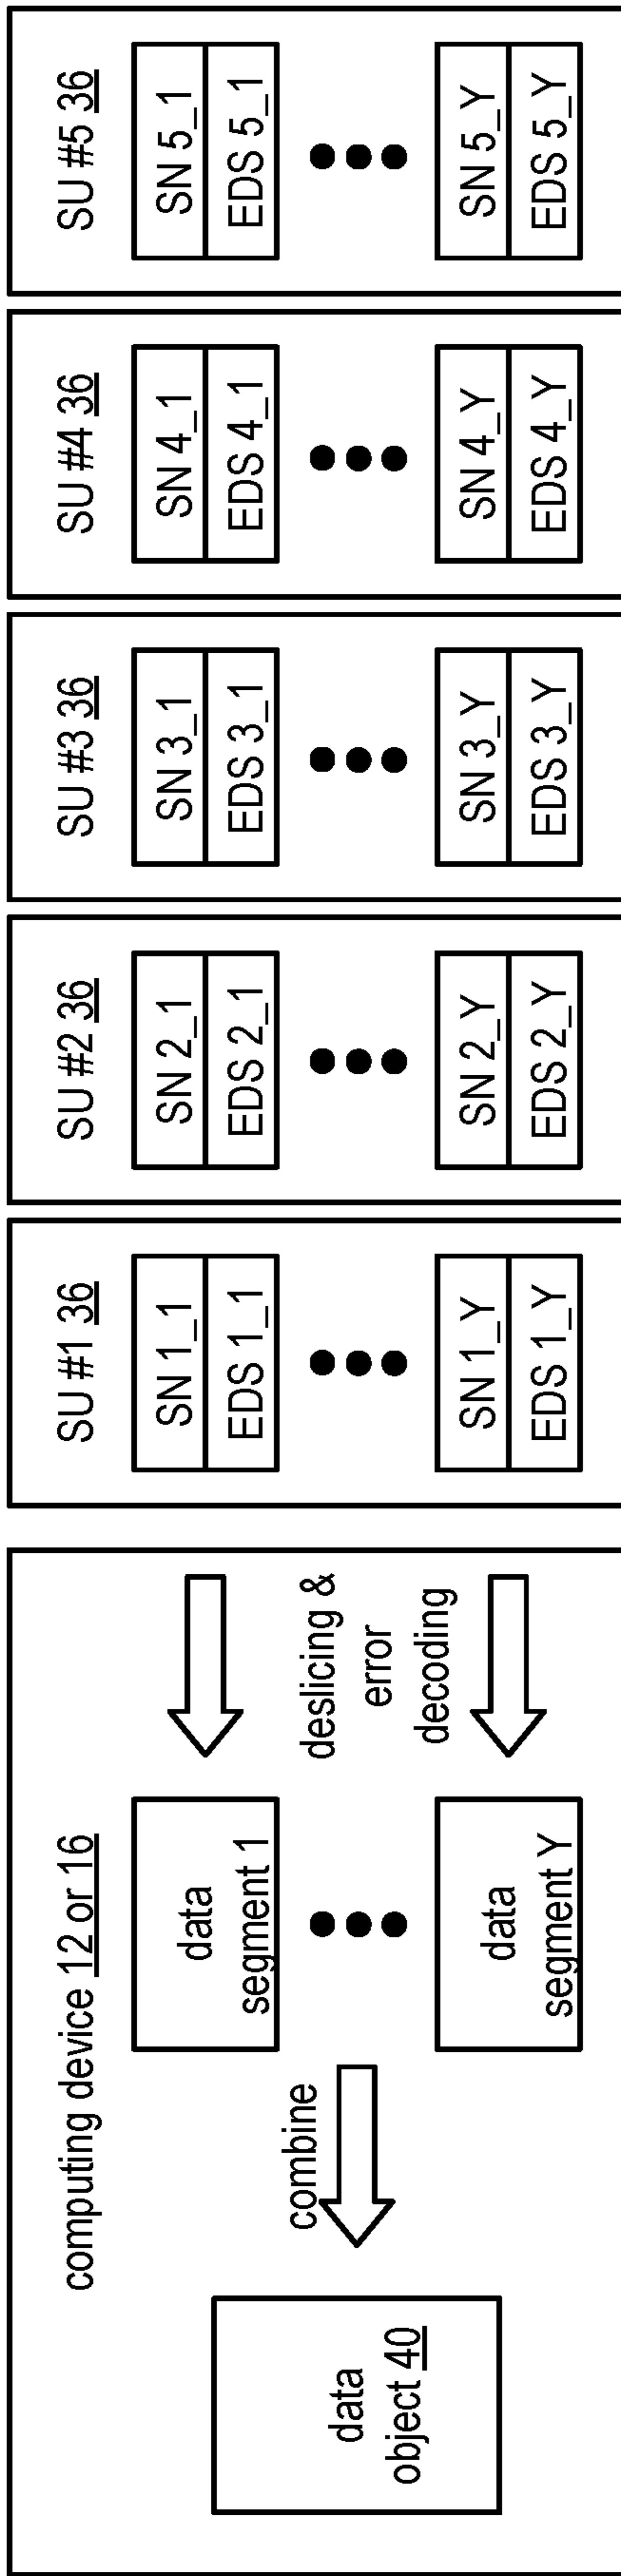 computing device 12 or 16
data
object 40
combine
data
segment 1
data
segment Y
deslicing &
error
decoding
SU #1 36
SN 1_1
EDS 1_1
SN 1_Y
EDS 1_Y
SU #2 36
SN 2_1
EDS 2_1
SN 2_Y
EDS 2_Y
SU #3 36
SN 3_1
EDS 3_1
SN 3_Y
EDS 3_Y
SU #4 36
SN 4_1
EDS 4_1
SN 4_Y
EDS 4_Y
SU #5 36
SN 5_1
EDS 5_1
SN 5_Y
EDS 5_Y